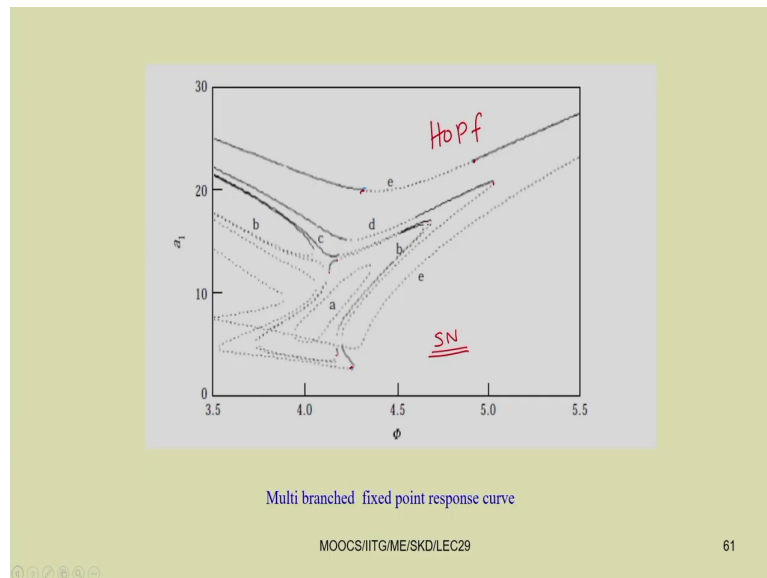 30
Hopf
e
20
d
b
c
b
a₁
e
10
a
SN
0
3.5 4.0 4.5 5.0 5.5
Φ
Multi branched fixed point response curve
MOOCS/IITG/ME/SKD/LEC29 61